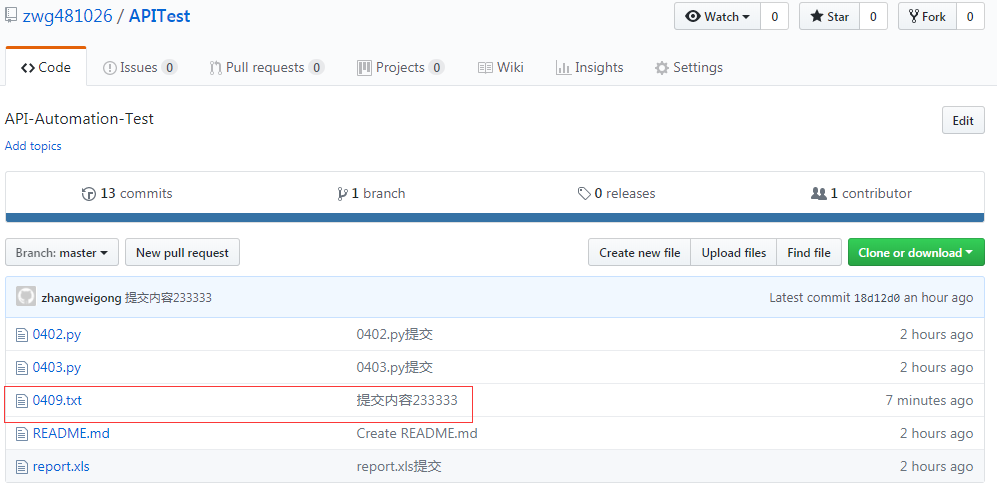 zwg481026 / APITest
Watch 0 Star 0 Fork 0
Code Issues 0 Pull requests 0 Projects 0 Wiki Insights Settings
API-Automation-Test Edit
Add topics
13 commits 1 branch 0 releases 1 contributor
Branch: master New pull request Create new file Upload files Find file Clone or download
zhangweigong 提交内容233333 Latest commit 18d12d0 an hour ago
0402.py 0402.py提交 2 hours ago
0403.py 0403.py提交 2 hours ago
0409.txt 提交内容233333 7 minutes ago
README.md Create README.md 2 hours ago
report.xls report.xls提交 2 hours ago